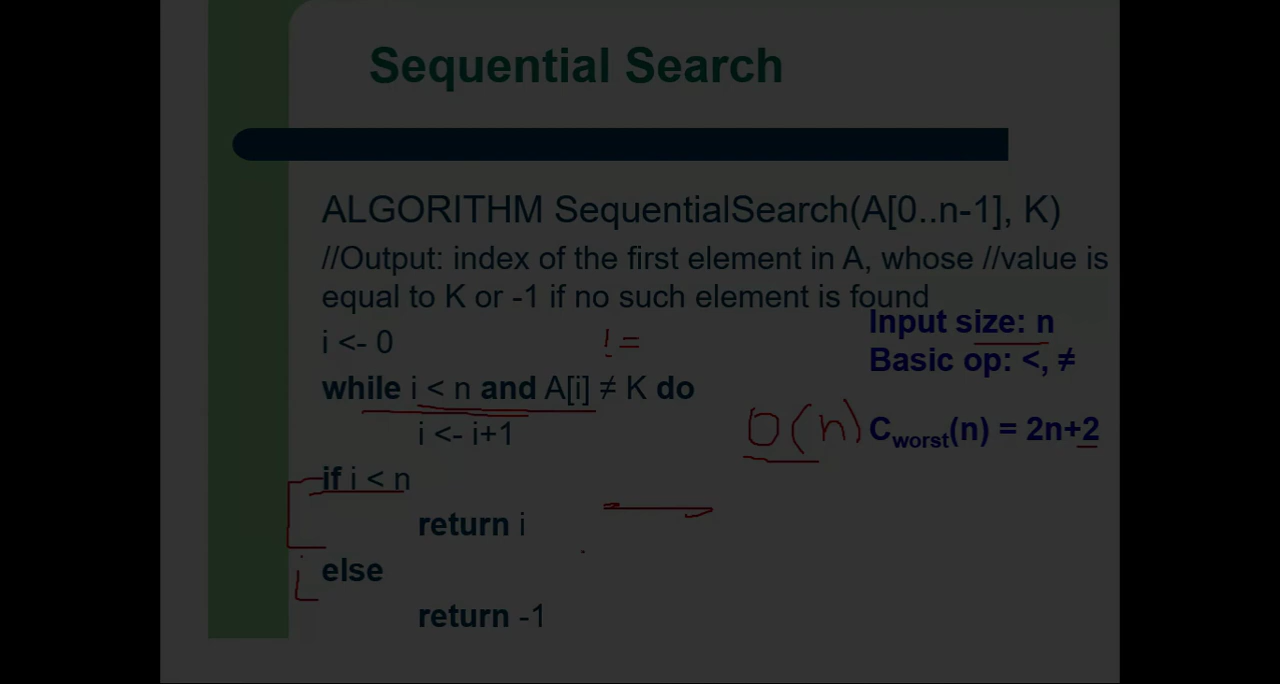 Sequential Search
ALGORITHM SequentialSearch(A[0..n-1], K)
//Output: index of the first element in A, whose //value is
equal to K or -1 if no such element is found
Input size: n
i <- 0
!=
Basic op: <, ≠
while i < n and A[i] ≠ K do
O(n)
Cworst(n) = 2n+2
i <- i+1
if i < n
return i
else
return -1